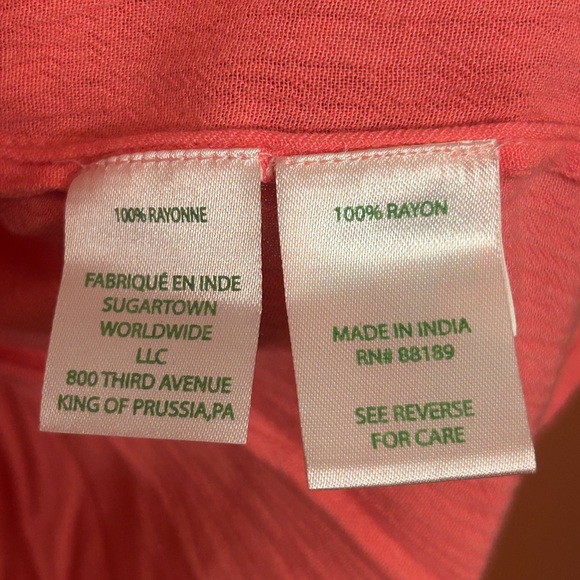 100% RAYONNE
FABRIQUÉ EN INDE
SUGARTOWN
WORLDWIDE
LLC
800 THIRD AVENUE
KING OF PRUSSIA,PA
100% RAYON
MADE IN INDIA
RN# 88189
SEE REVERSE
FOR CARE